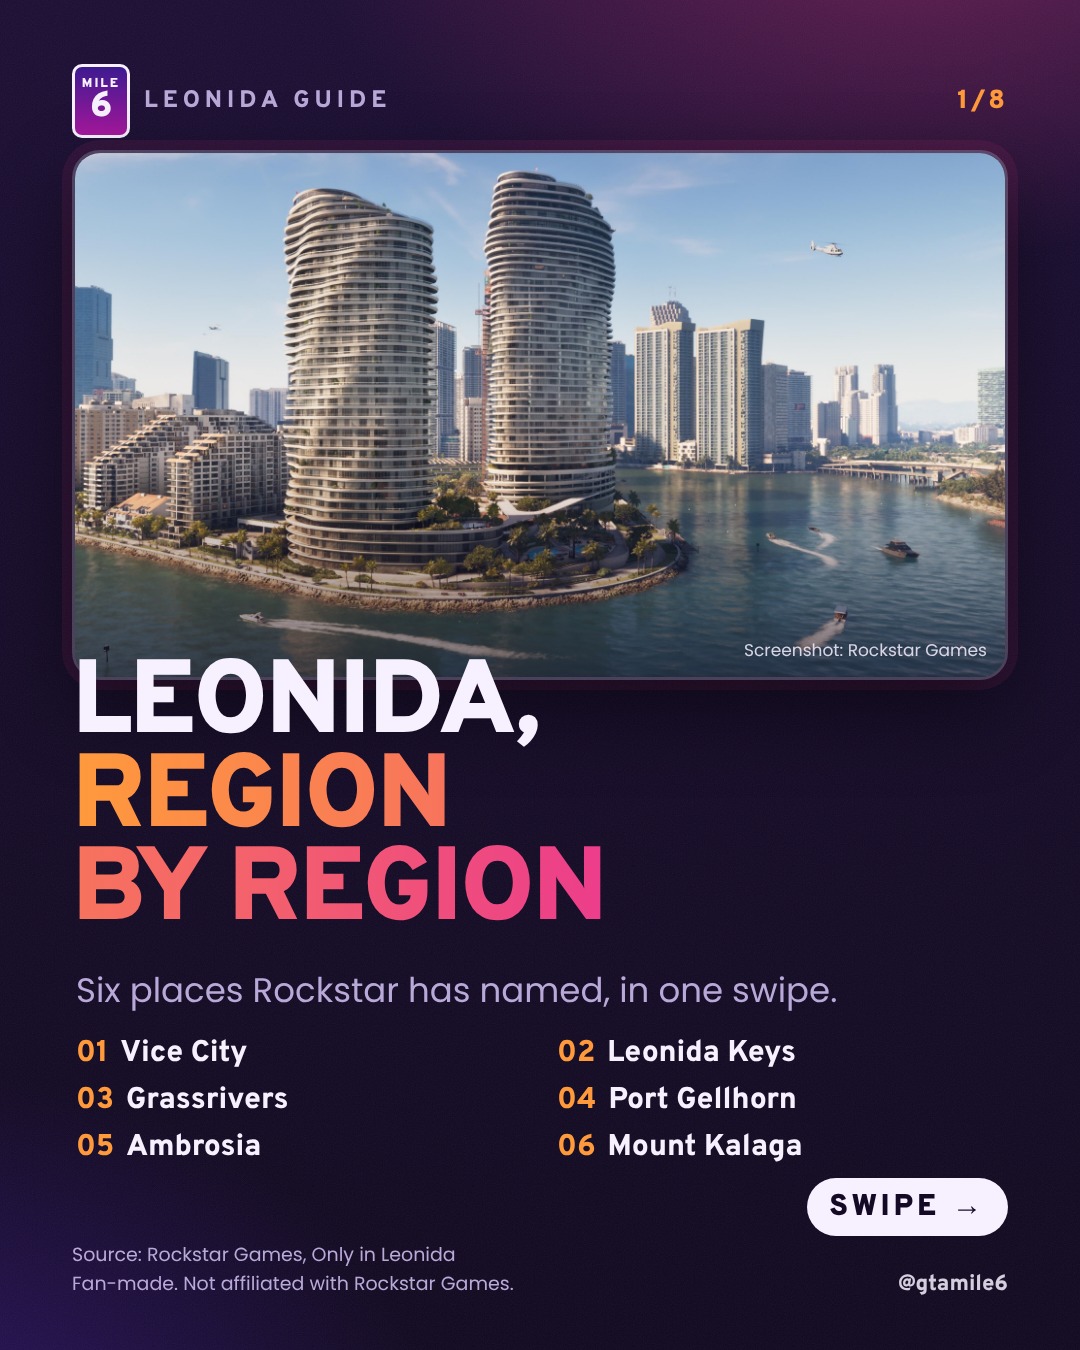 MILE
6
LEONIDA GUIDE
1/8
Screenshot: Rockstar Games
LEONIDA,
REGION
BY REGION
Six places Rockstar has named, in one swipe.
01 Vice City
02 Leonida Keys
03 Grassrivers
04 Port Gellhorn
05 Ambrosia
06 Mount Kalaga
SWIPE →
Source: Rockstar Games, Only in Leonida
Fan-made. Not affiliated with Rockstar Games.
@gtamile6